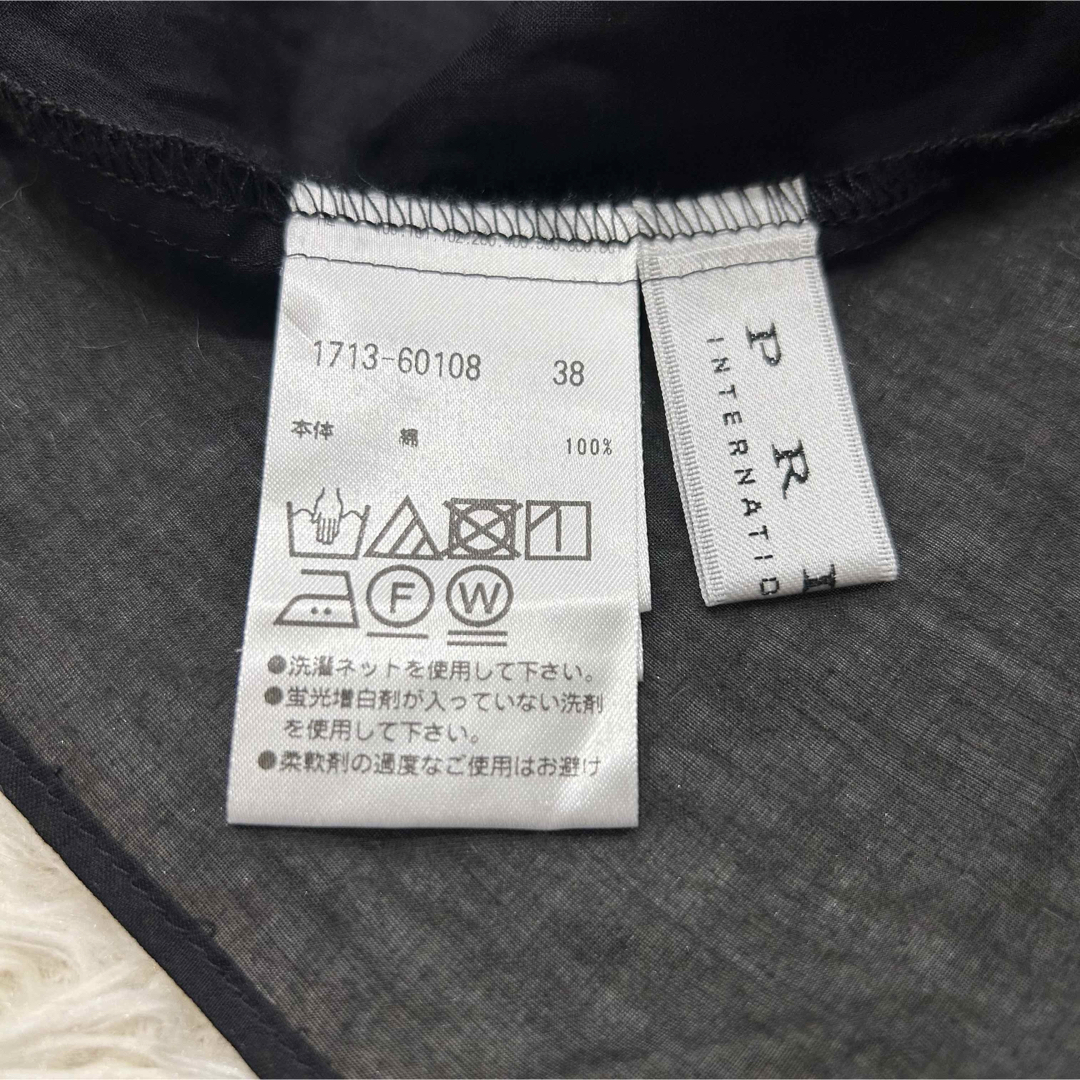 1713-60108 38
本体 綿 100%
F W
●洗濯ネットを使用して下さい。
●蛍光増白剤が入っていない洗剤
を使用して下さい。
●柔軟剤の過度なご使用はお避け
P R
INTERNATIO